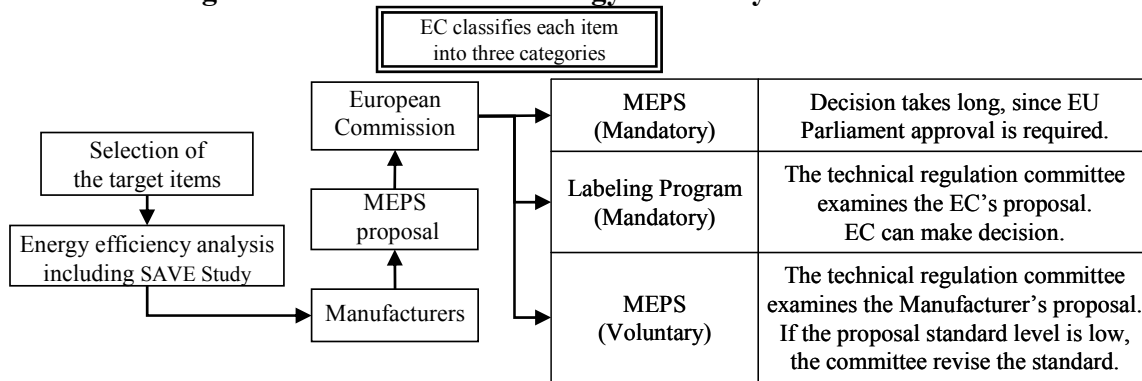 EC classifies each item
into three categories
European
Commission
MEPS
(Mandatory)
Decision takes long, since EU
Parliament approval is required.
Selection of
the target items
MEPS
proposal
Labeling Program
(Mandatory)
The technical regulation committee
examines the EC's proposal.
EC can make decision.
Energy efficiency analysis
including SAVE Study
Manufacturers
MEPS
(Voluntary)
The technical regulation committee
examines the Manufacturer's proposal.
If the proposal standard level is low,
the committee revise the standard.